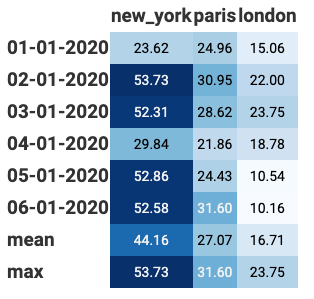 new_york paris london
01-01-2020 23.62 24.96 15.06
02-01-2020 53.73 30.95 22.00
03-01-2020 52.31 28.62 23.75
04-01-2020 29.84 21.86 18.78
05-01-2020 52.86 24.43 10.54
06-01-2020 52.58 31.60 10.16
mean 44.16 27.07 16.71
max 53.73 31.60 23.75